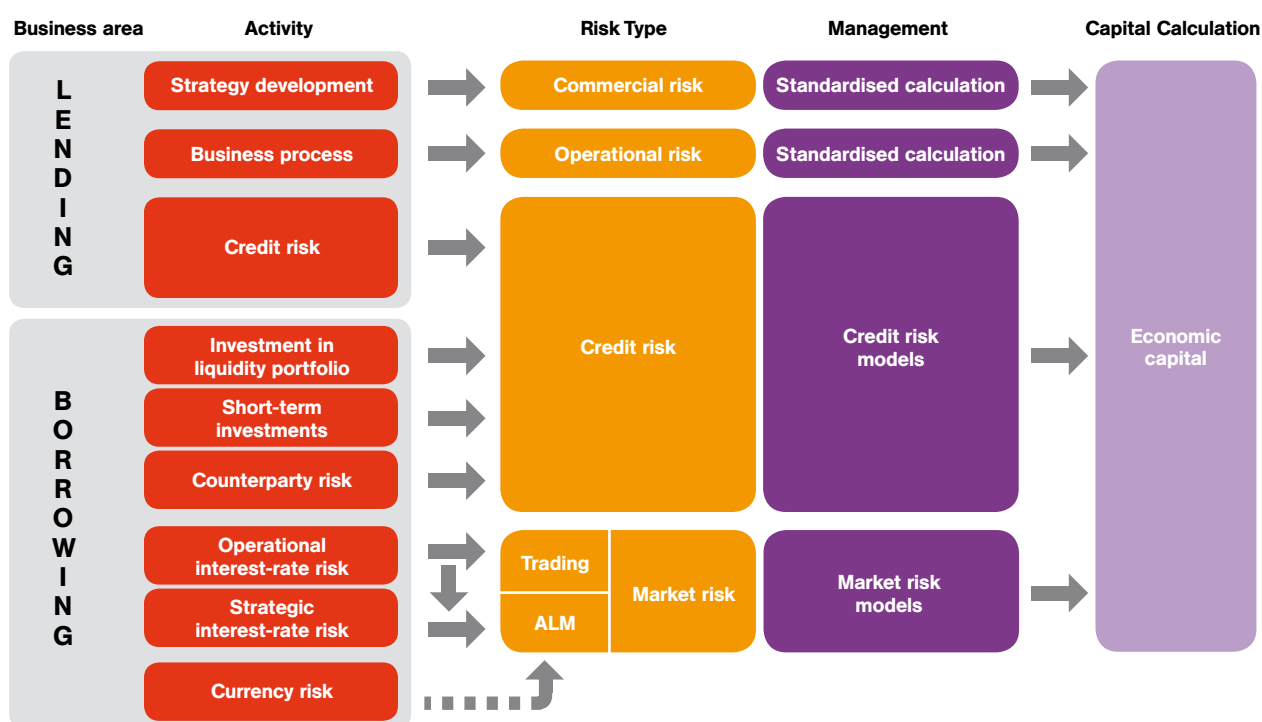 Business area
Activity
Risk Type
Management
Capital Calculation
LENDING
Strategy development
Commercial risk
Standardised calculation
Business process
Operational risk
Standardised calculation
Credit risk
BORROWING
Investment in
liquidity portfolio
Short-term
investments
Counterparty risk
Credit risk
Credit risk
models
Economic
capital
Operational
interest-rate risk
Strategic
interest-rate risk
Currency risk
Trading
ALM
Market risk
Market risk
models